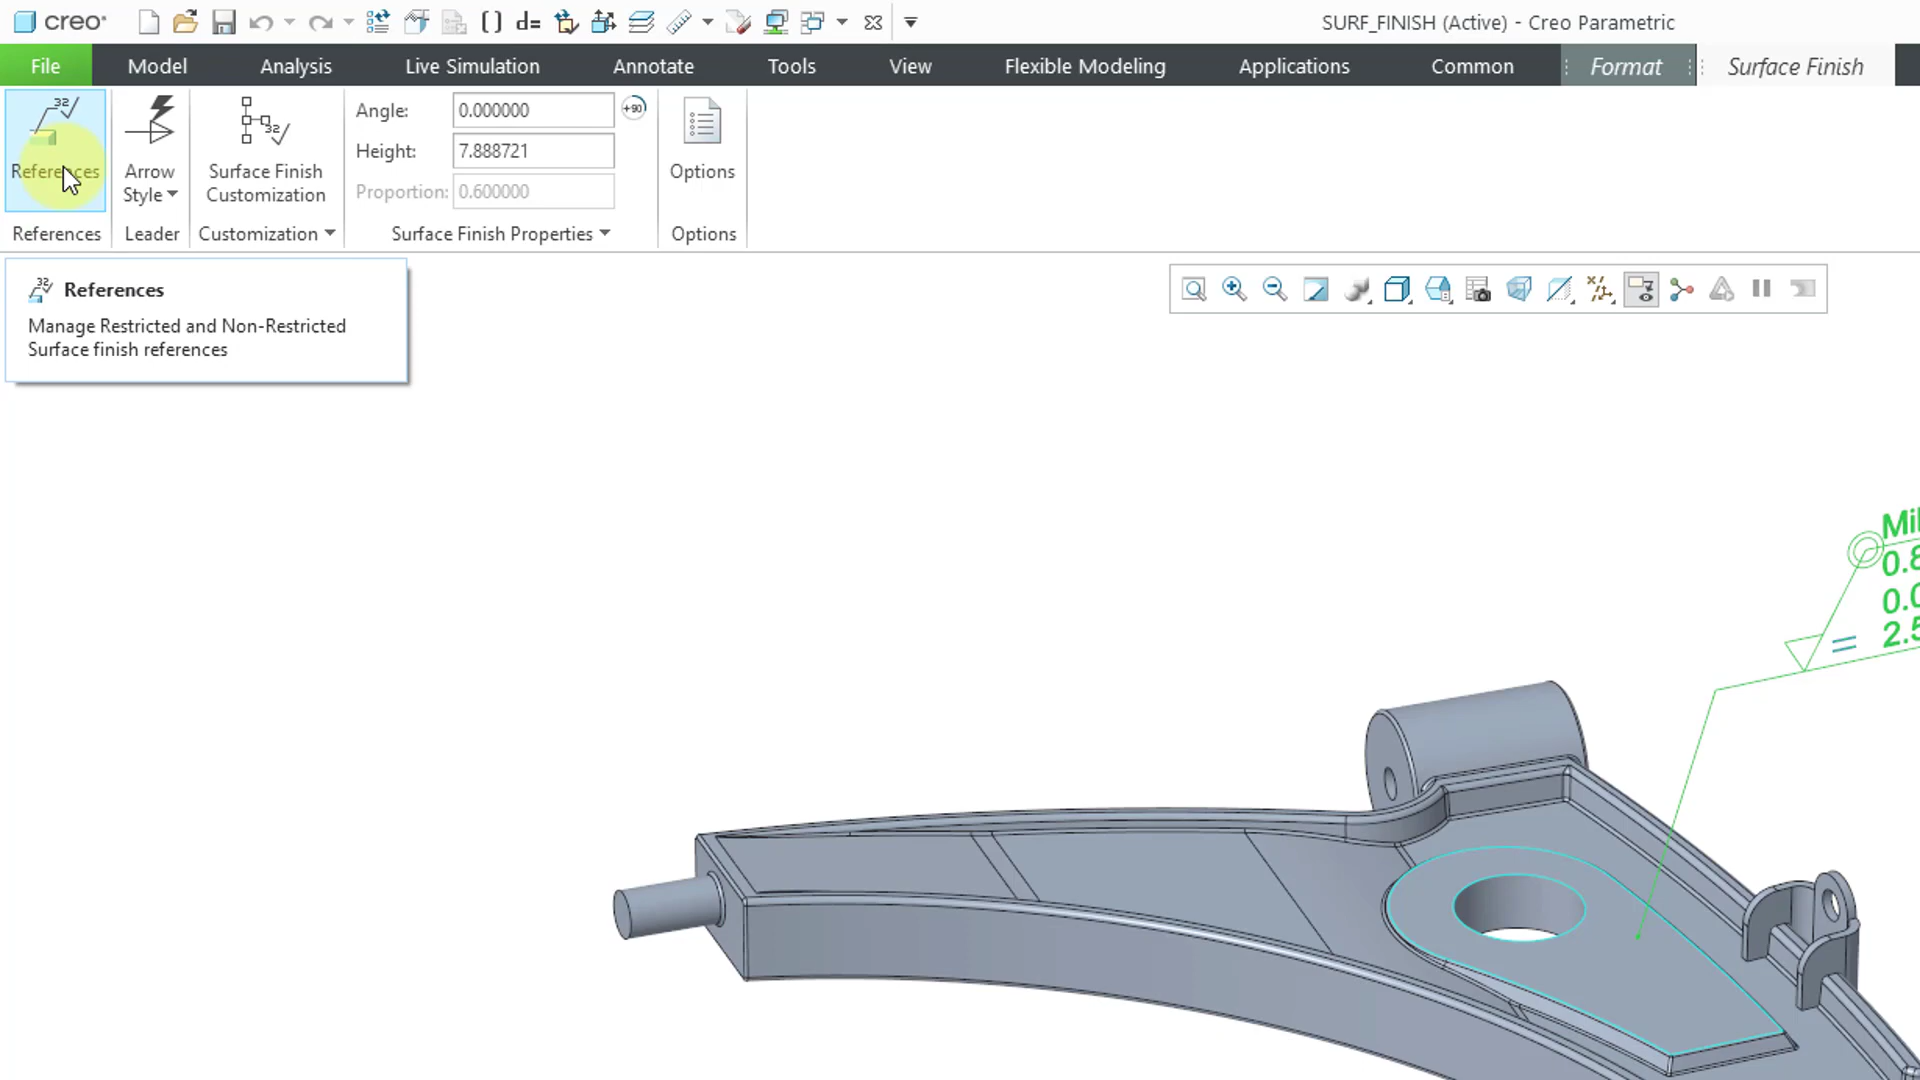 creo
SURF_FINISH (Active) - Creo Parametric
File
Model
Analysis
Live Simulation
Annotate
Tools
View
Flexible Modeling
Applications
Common
Format
Surface Finish
References
Arrow
Style
Surface Finish
Customization
Angle: 0.000000
+90
Height: 7.888721
Proportion: 0.600000
Options
References
Leader
Customization
Surface Finish Properties
Options
References
Manage Restricted and Non-Restricted
Surface finish references